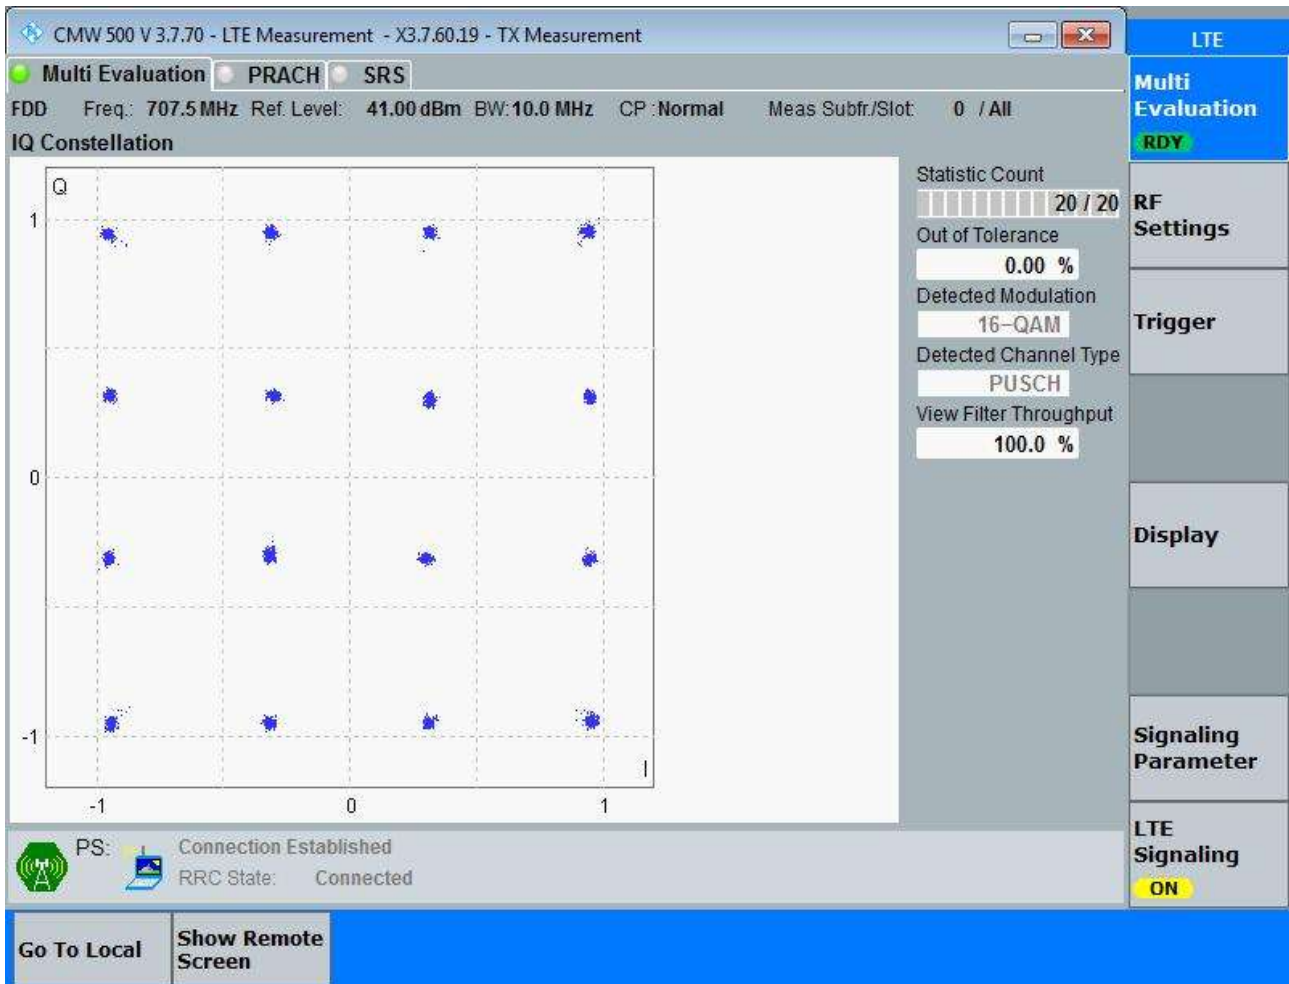 CMW 500 V 3.7.70 - LTE Measurement - X3.7.60.19 - TX Measurement
LTE
Multi Evaluation PRACH SRS
FDD Freq.: 707.5 MHz Ref. Level: 41.00 dBm BW: 10.0 MHz CP : Normal Meas Subfr./Slot: 0 / All
IQ Constellation
Q
1
0
-1
-1 0 1
I
Statistic Count
20 / 20
Out of Tolerance
0.00 %
Detected Modulation
16-QAM
Detected Channel Type
PUSCH
View Filter Throughput
100.0 %
Multi
Evaluation
RDY
RF
Settings
Trigger
Display
Signaling
Parameter
LTE
Signaling
ON
PS: Connection Established
RRC State: Connected
Go To Local
Show Remote
Screen